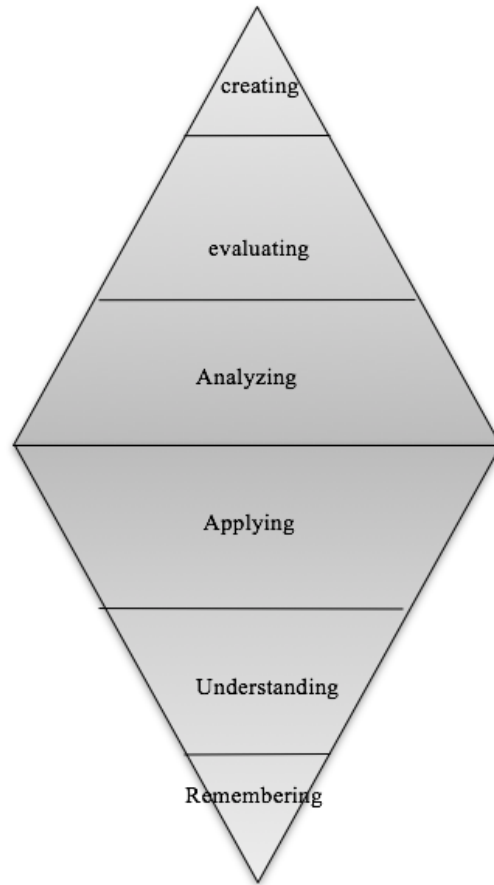 creating
evaluating
Analyzing
Applying
Understanding
Remembering